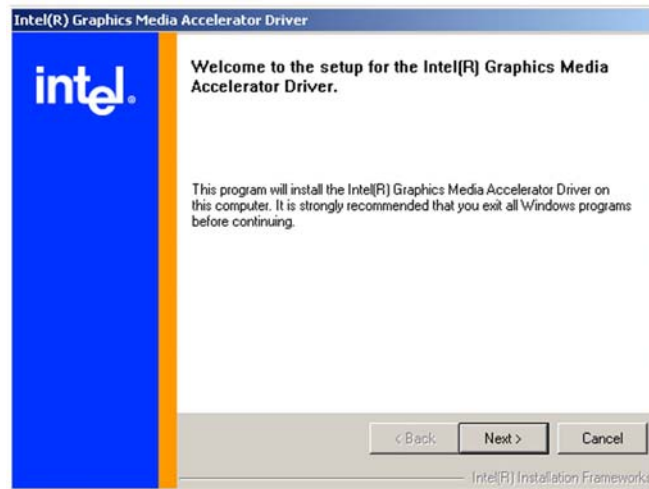 Intel(R) Graphics Media Accelerator Driver
intel.
Welcome to the setup for the Intel(R) Graphics Media
Accelerator Driver.
This program will install the Intel(R) Graphics Media Accelerator Driver on
this computer. It is strongly recommended that you exit all Windows programs
before continuing.
< Back Next > Cancel
Intel(R) Installation Framework